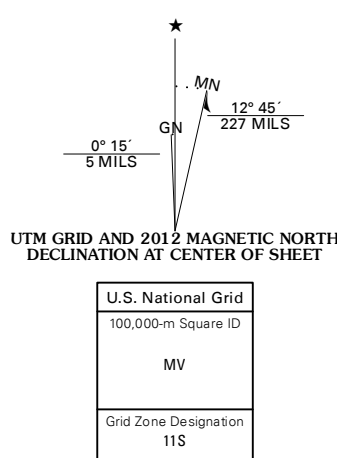 ★
MN
12° 45´
227 MILS
GN
0° 15´
5 MILS
UTM GRID AND 2012 MAGNETIC NORTH
DECLINATION AT CENTER OF SHEET
U.S. National Grid
100,000-m Square ID
MV
Grid Zone Designation
11S